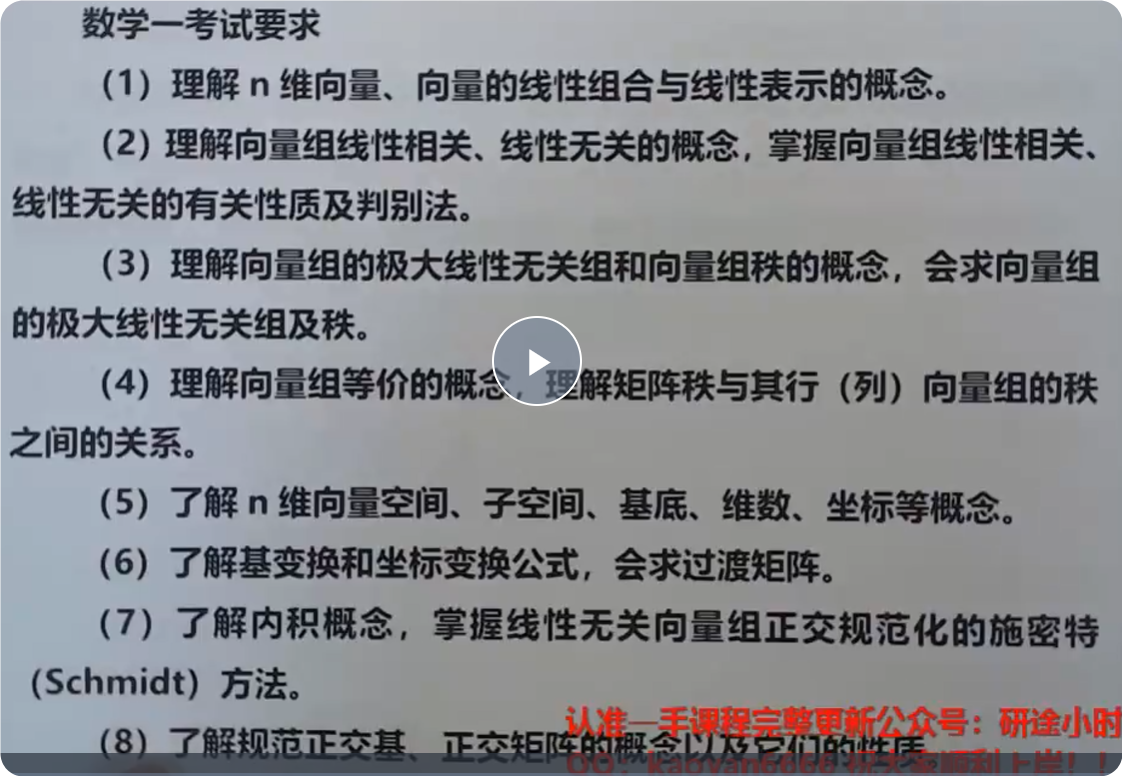 数学一考试要求
（1）理解 n 维向量、向量的线性组合与线性表示的概念。
（2）理解向量组线性相关、线性无关的概念，掌握向量组线性相关、
线性无关的有关性质及判别法。
（3）理解向量组的极大线性无关组和向量组秩的概念，会求向量组
的极大线性无关组及秩。
（4）理解向量组等价的概念，理解矩阵秩与其行（列）向量组的秩
之间的关系。
（5）了解 n 维向量空间、子空间、基底、维数、坐标等概念。
（6）了解基变换和坐标变换公式，会求过渡矩阵。
（7）了解内积概念，掌握线性无关向量组正交规范化的施密特
（Schmidt）方法。
认准一手课程完整更新公众号：研途小时
（8）了解规范正交基、正交矩阵的概念以及它们的性质
QQ：kaoyan6666 祝大家顺利上岸！！